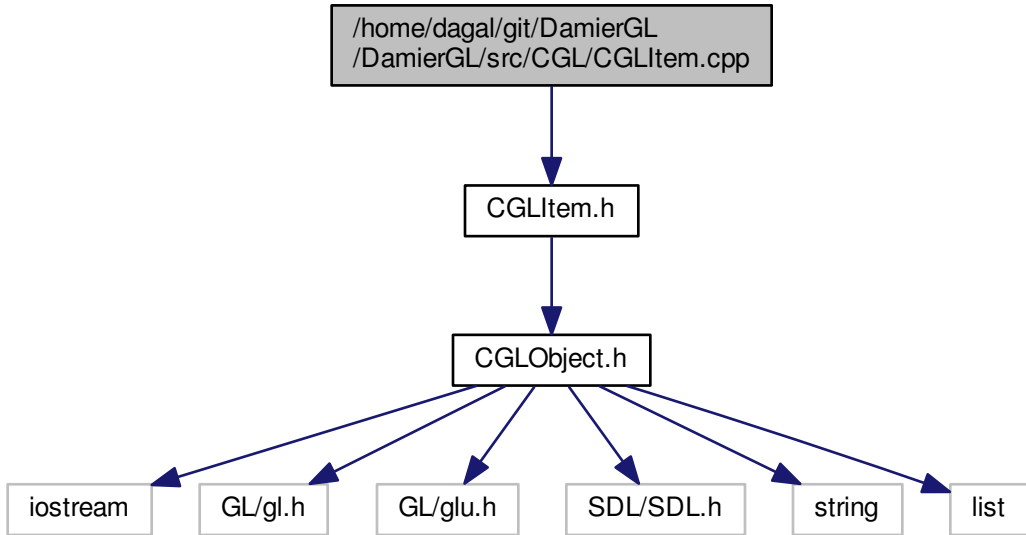 /home/dagal/git/DamierGL
/DamierGL/src/CGL/CGLItem.cpp
CGLItem.h
CGLObject.h
iostream
GL/gl.h
GL/glu.h
SDL/SDL.h
string
list